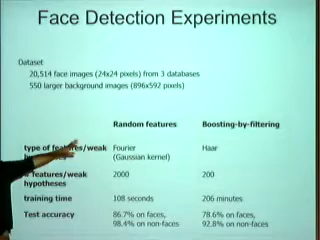 Face Detection Experiments
Dataset
20,514 face images (24x24 pixels) from 3 databases
550 larger background images (896x592 pixels)
Random features Boosting-by-filtering
type of features/weak Fourier Haar
(Gaussian kernel)
features/weak 2000 200
hypotheses
training time 108 seconds 206 minutes
Test accuracy 86.7% on faces, 78.6% on faces,
98.4% on non-faces 92.8% on non-faces